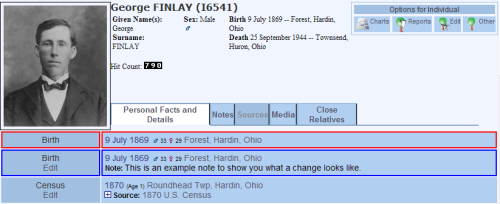 George FINLAY (I6541)
Given Name(s):
George
Surname:
FINLAY
Sex: Male
♂
Birth 9 July 1869 -- Forest, Hardin, Ohio
Death 25 September 1944 -- Townsend, Huron, Ohio
Hit Count: 790
Options for Individual
Charts Reports Edit Other
Personal Facts and Details
Notes
Sources
Media
Close Relatives
Birth
9 July 1869 ♂ 33 ♀ 29 Forest, Hardin, Ohio
Birth
Edit
9 July 1869 ♂ 33 ♀ 29 Forest, Hardin, Ohio
Note: This is an example note to show you what a change looks like.
Census
Edit
1870 (Age 1) Roundhead Twp, Hardin, Ohio
Source: 1870 U.S. Census